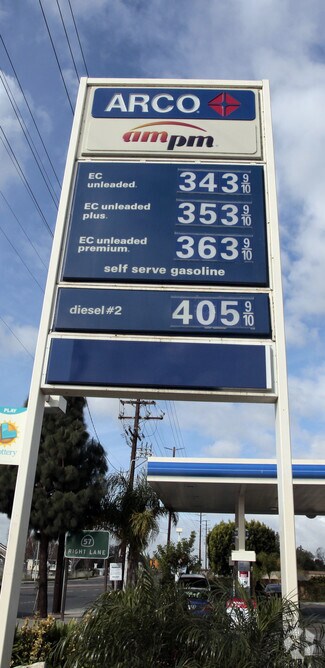 ARCO
ampm
EC unleaded. 343 9/10
EC unleaded plus. 353 9/10
EC unleaded premium. 363 9/10
self serve gasoline
diesel #2 405 9/10
PLAY
57
RIGHT LANE